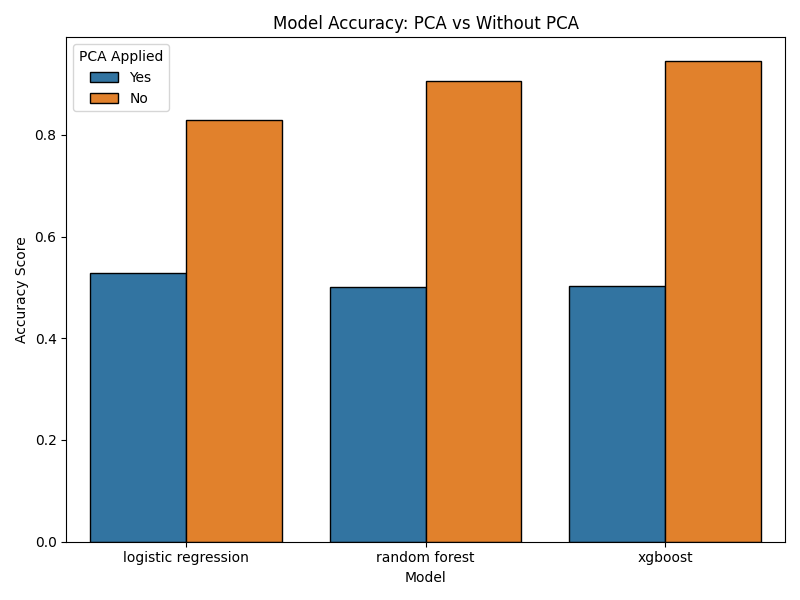 Model Accuracy: PCA vs Without PCA
PCA Applied
Yes
No
0.8
0.6
0.4
0.2
0.0
Accuracy Score
logistic regression
random forest
xgboost
Model